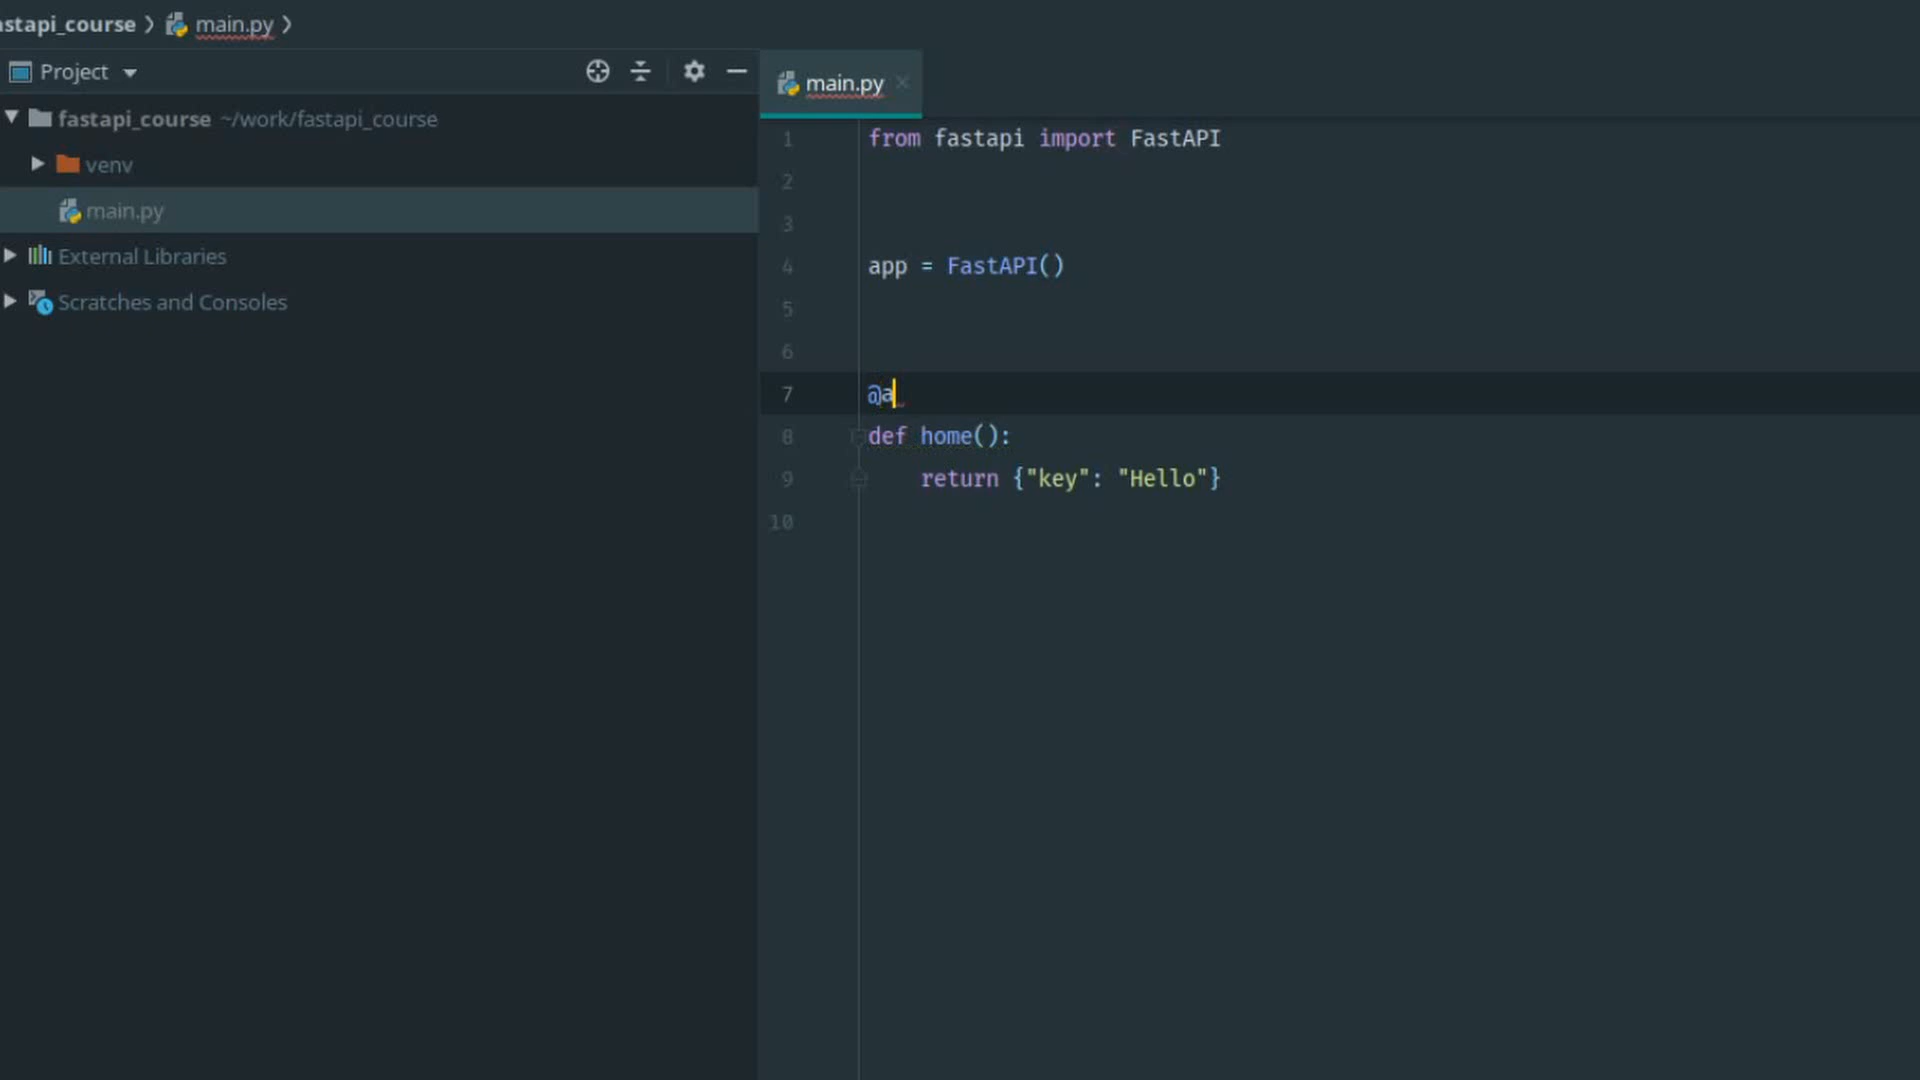 astapi_course > main.py >
Project
fastapi_course ~/work/fastapi_course
venv
main.py
External Libraries
Scratches and Consoles
main.py
1 from fastapi import FastAPI
2
3
4 app = FastAPI()
5
6
7 @a
8 def home():
9     return {"key": "Hello"}
10